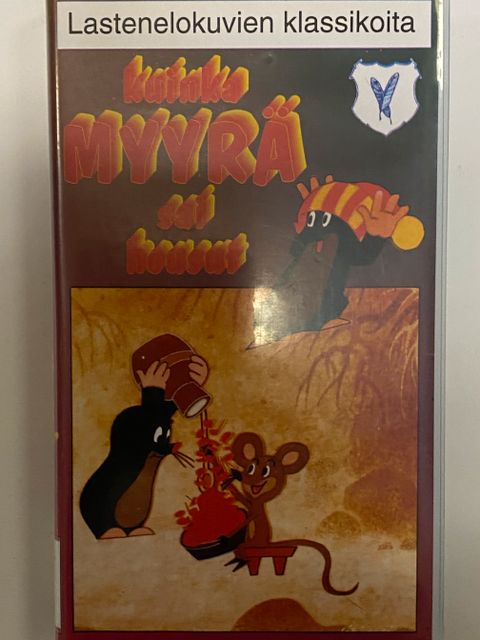 Lastenelokuvien klassikoita
kuinka
MYYRÄ
sai
housut